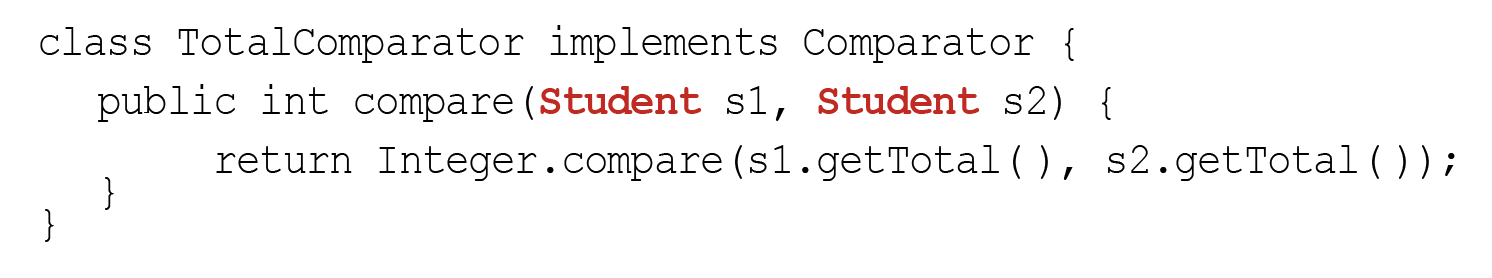 class TotalComparator implements Comparator {
public int compare(Student s1, Student s2) {
return Integer.compare(s1.getTotal(), s2.getTotal());
}
}